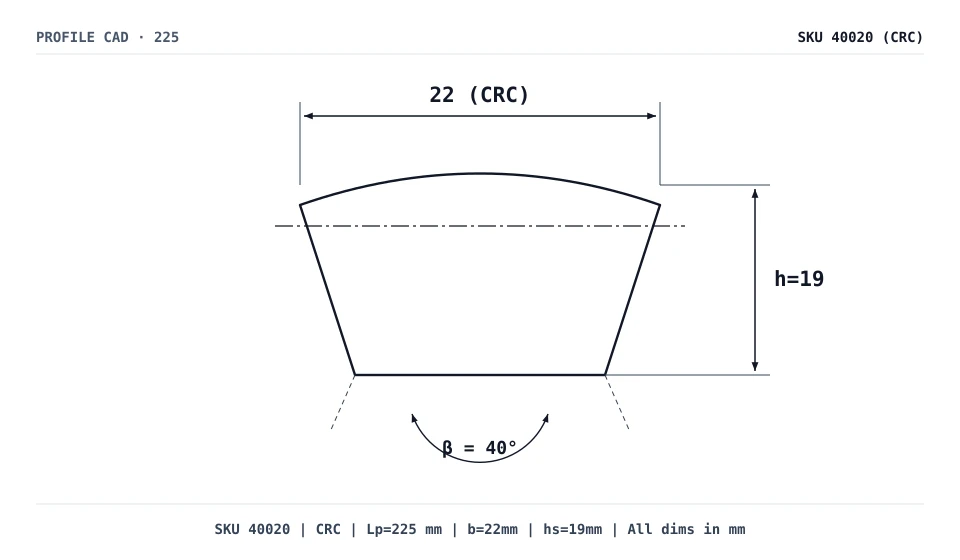 PROFILE CAD · 225
SKU 40020 (CRC)
22 (CRC)
h=19
β = 40°
SKU 40020 | CRC | Lp=225 mm | b=22mm | hs=19mm | All dims in mm